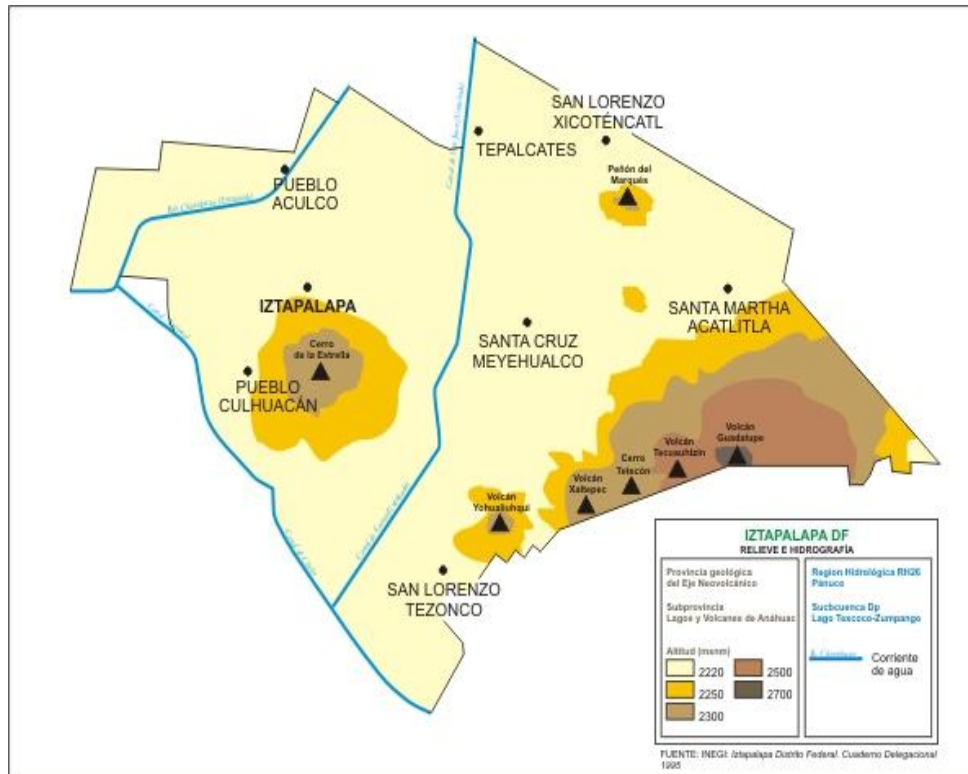 SAN LORENZO
XICOTÉNCATL
TEPALCATES
Peñón del
Marqués
PUEBLO
ACULCO
IZTAPALAPA
SANTA MARTHA
ACATLITLA
SANTA CRUZ
MEYEHUALCO
Cerro
de la Estrella
PUEBLO
CULHUACÁN
Volcán
Guadalupe
Volcán
Tecuauhizin
Cerro
Tetecón
Volcán
Xaltepec
Volcán
Yohualiuhqui
SAN LORENZO
TEZONCO
IZTAPALAPA DF
RELIEVE E HIDROGRAFÍA
Provincia geológica
del Eje Neovolcánico
Subprovincia
Lagos y Volcanes de Anáhuac
Altitud (msnm)
2220
2500
2250
2700
2300
Region Hidrológica RH26
Pánuco
Sucbcuenca Dp
Lago Texcoco-Zumpango
Corriente
de agua
FUENTE: INEGI: Iztapalapa Distrito Federal. Cuaderno Delegacional
1995